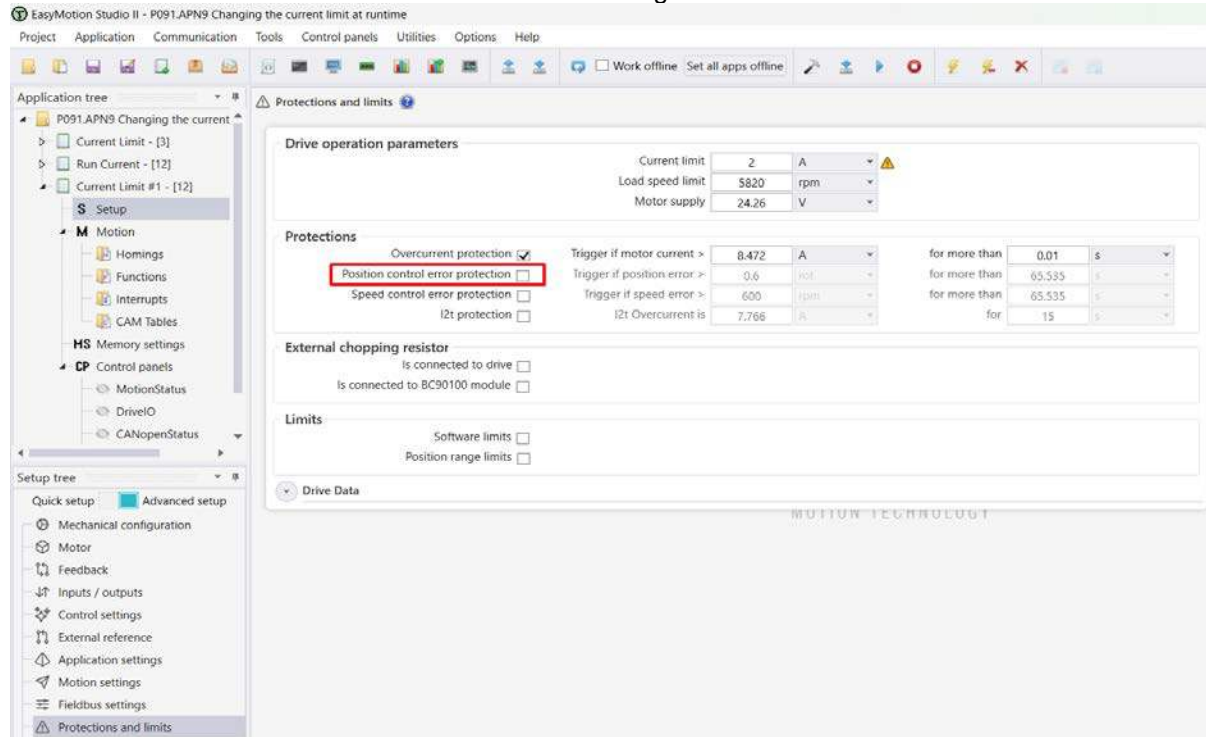 EasyMotion Studio II - P091.APN9 Changing the current limit at runtime
Project Application Communication Tools Control panels Utilities Options Help
Work offline Set all apps offline
Application tree
P091.APN9 Changing the current
Current Limit - [3]
Run Current - [12]
Current Limit #1 - [12]
S Setup
M Motion
Homings
Functions
Interrupts
CAM Tables
HS Memory settings
CP Control panels
MotionStatus
DriveIO
CANopenStatus
Setup tree
Quick setup Advanced setup
Mechanical configuration
Motor
Feedback
Inputs / outputs
Control settings
External reference
Application settings
Motion settings
Fieldbus settings
Protections and limits
Protections and limits
Drive operation parameters
Current limit 2 A
Load speed limit 5820 rpm
Motor supply 24.26 V
Protections
Overcurrent protection Trigger if motor current > 8.472 A for more than 0.01 s
Position control error protection Trigger if position error > 0.6 rot for more than 65.535 s
Speed control error protection Trigger if speed error > 600 rpm for more than 65.535 s
I2t protection I2t Overcurrent is 7.766 A for 15 s
External chopping resistor
Is connected to drive
Is connected to BC90100 module
Limits
Software limits
Position range limits
Drive Data
MOTION TECHNOLOGY